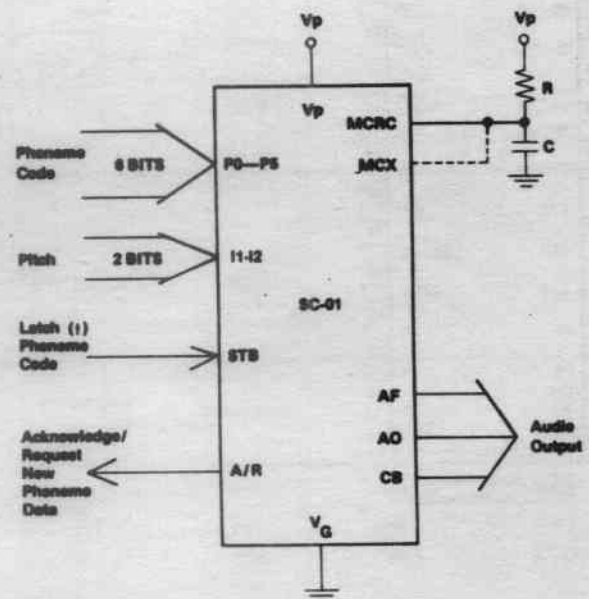 Vp
Vp
Vp
R
MCRC
C
MCX
Phoneme
Code
6 BITS
P0—P5
Pitch
2 BITS
I1-I2
SC-01
Latch (↑)
Phoneme
Code
STB
AF
AO
CB
Audio
Output
Acknowledge/
Request
New
Phoneme
Data
A/R
VG